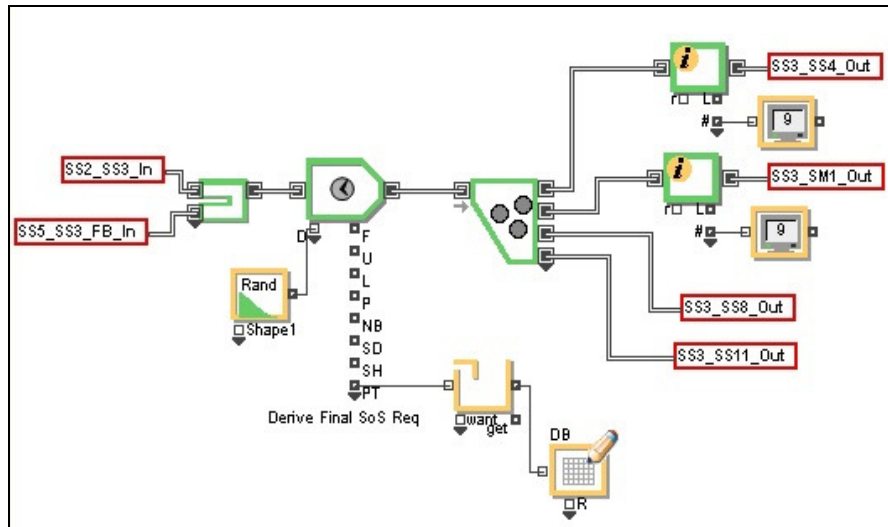 SS3_SS4_Out
r L
#
9
SS2_SS3_In
SS3_SM1_Out
r L
#
9
SS5_SS3_FB_In
D
F
U
L
P
NB
SD
SH
PT
Rand
Shape1
SS3_SS8_Out
SS3_SS11_Out
Derive Final SoS Req
want
get
DB
R